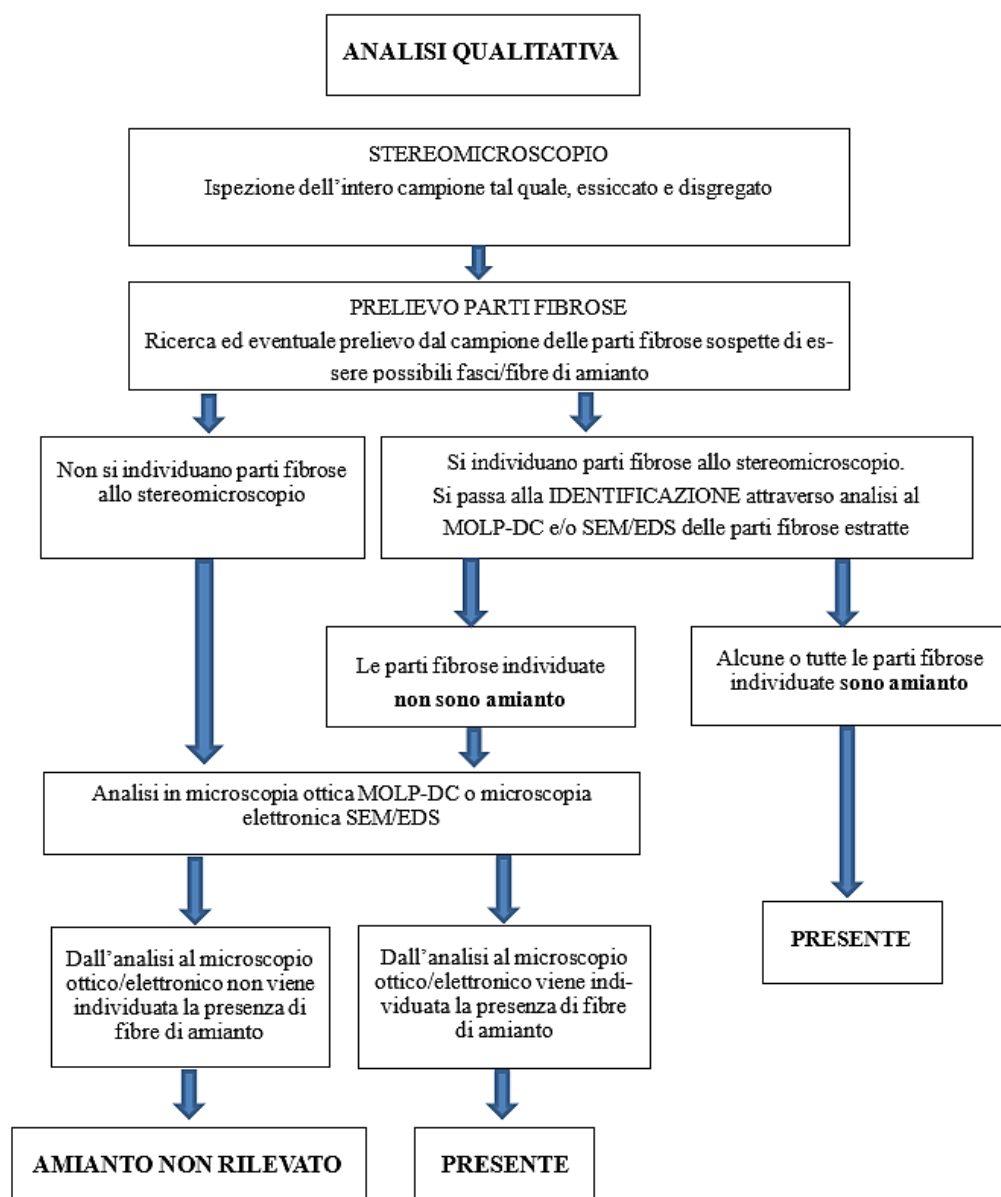 ANALISI QUALITATIVA
STEREOMICROSCOPIO
Ispezione dell’intero campione tal quale, essiccato e disgregato
PRELIEVO PARTI FIBROSE
Ricerca ed eventuale prelievo dal campione delle parti fibrose sospette di es-
sere possibili fasci/fibre di amianto
Non si individuano parti fibrose
allo stereomicroscopio
Si individuano parti fibrose allo stereomicroscopio.
Si passa alla IDENTIFICAZIONE attraverso analisi al
MOLP-DC e/o SEM/EDS delle parti fibrose estratte
Le parti fibrose individuate
non sono amianto
Alcune o tutte le parti fibrose
individuate sono amianto
Analisi in microscopia ottica MOLP-DC o microscopia
elettronica SEM/EDS
Dall’analisi al microscopio
ottico/elettronico non viene
individuata la presenza di
fibre di amianto
Dall’analisi al microscopio
ottico/elettronico viene indi-
viduata la presenza di fibre
di amianto
PRESENTE
AMIANTO NON RILEVATO
PRESENTE